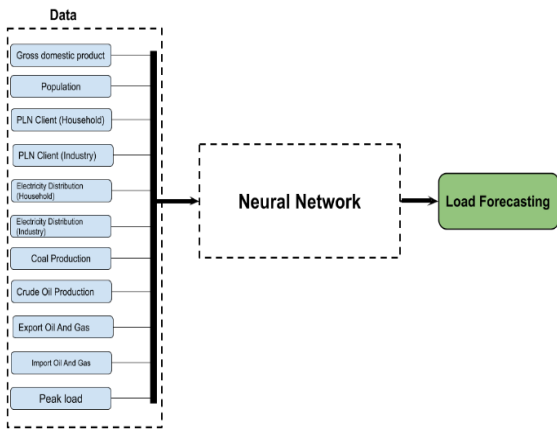 Data
Gross domestic product
Population
PLN Client (Household)
PLN Client (Industry)
Electricity Distribution
(Household)
Electricity Distribution
(Industry)
Coal Production
Crude Oil Production
Export Oil And Gas
Import Oil And Gas
Peak load
Neural Network
Load Forecasting